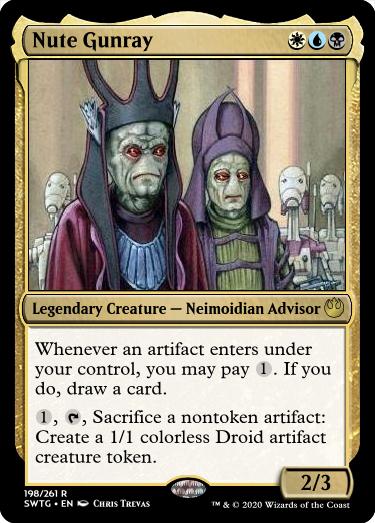 Nute Gunray
Legendary Creature — Neimoidian Advisor
Whenever an artifact enters under
your control, you may pay 1. If you
do, draw a card.
1, , Sacrifice a nontoken artifact:
Create a 1/1 colorless Droid artifact
creature token.
2/3
198/261 R
SWTG • EN Chris Trevas
™ & © 2020 Wizards of the Coast